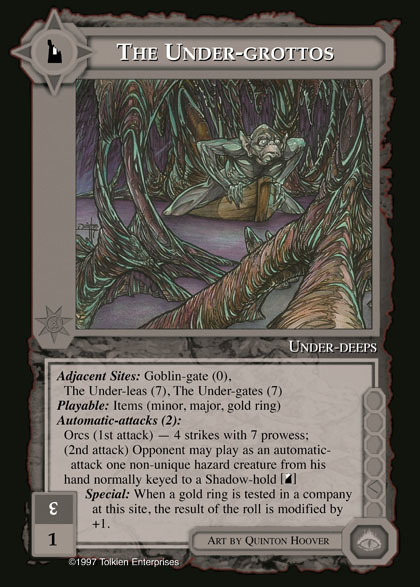 The Under-grottos
Under-deeps
Adjacent Sites: Goblin-gate (0),
The Under-leas (7), The Under-gates (7)
Playable: Items (minor, major, gold ring)
Automatic-attacks (2):
Orcs (1st attack) — 4 strikes with 7 prowess;
(2nd attack) Opponent may play as an automatic-
attack one non-unique hazard creature from his
hand normally keyed to a Shadow-hold []
Special: When a gold ring is tested in a company
at this site, the result of the roll is modified by
+1.
ε
1
Art by Quinton Hoover
©1997 Tolkien Enterprises